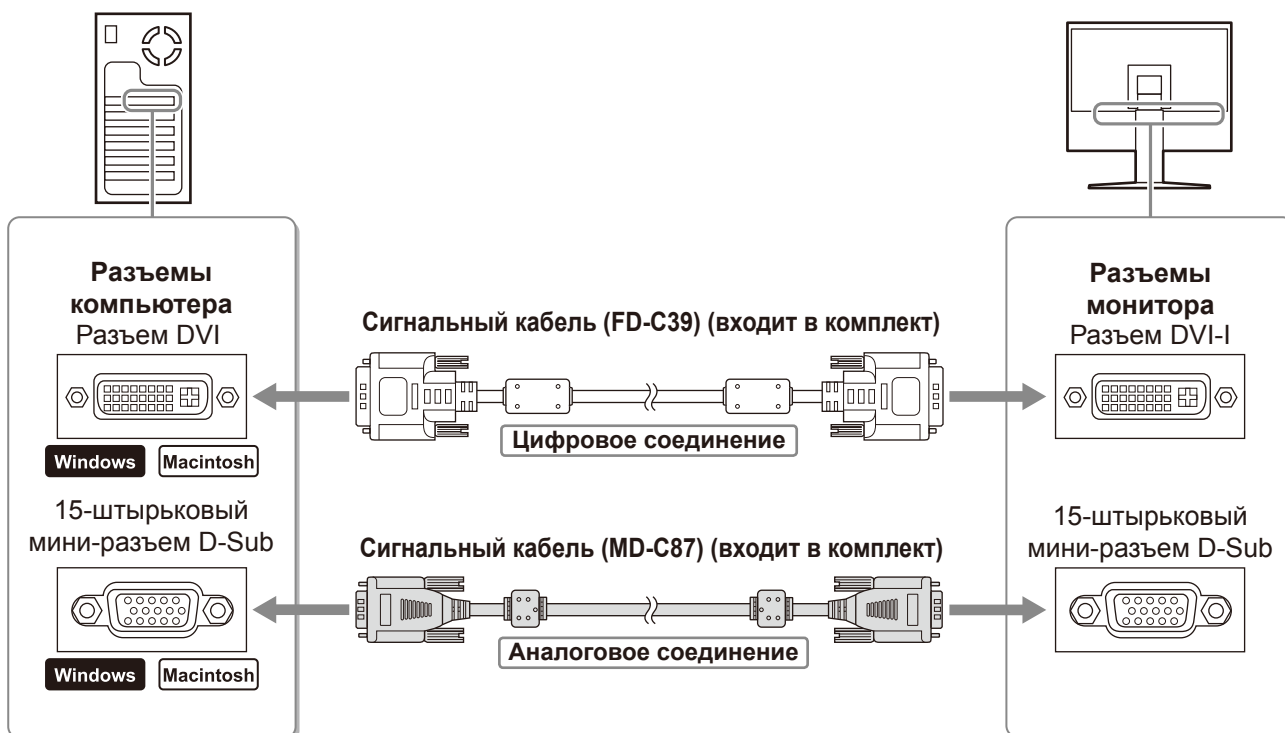 Разъемы
компьютера
Разъем DVI
Windows
Macintosh
15-штырьковый
мини-разъем D-Sub
Windows
Macintosh
Сигнальный кабель (FD-C39) (входит в комплект)
Цифровое соединение
Сигнальный кабель (MD-C87) (входит в комплект)
Аналоговое соединение
Разъемы
монитора
Разъем DVI-I
15-штырьковый
мини-разъем D-Sub